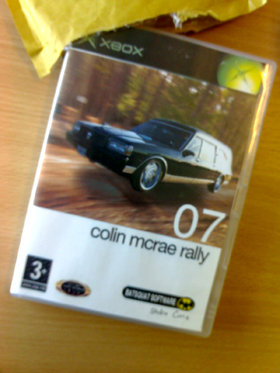 XBOX
07
colin mcrae rally
3+
BATSQUAT SOFTWARE